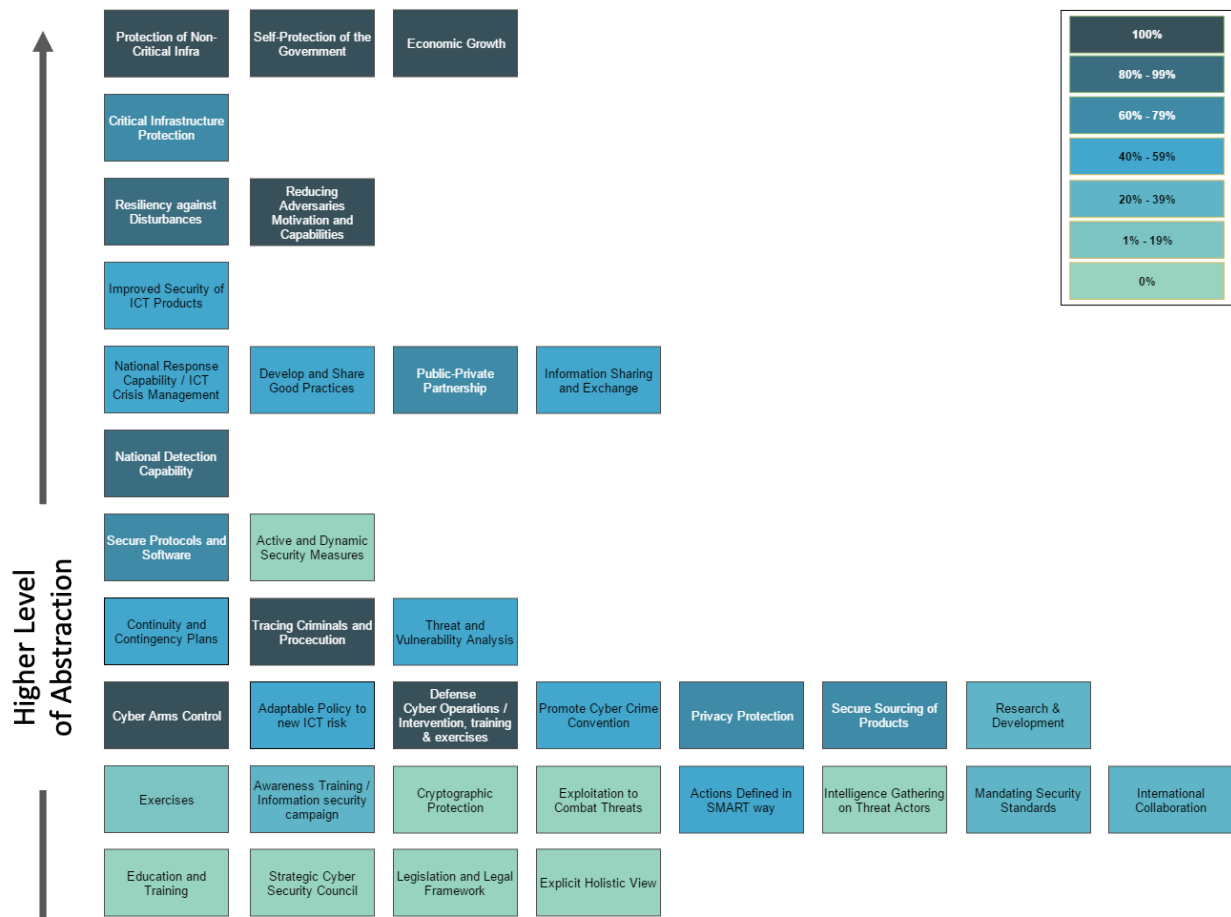 Protection of Non-
Critical Infra
Self-Protection of the
Government
Economic Growth
100%
80% - 99%
60% - 79%
40% - 59%
20% - 39%
1% - 19%
0%
Critical Infrastructure
Protection
Resiliency against
Disturbances
Reducing
Adversaries
Motivation and
Capabilities
Improved Security of
ICT Products
National Response
Capability / ICT
Crisis Management
Develop and Share
Good Practices
Public-Private
Partnership
Information Sharing
and Exchange
National Detection
Capability
Secure Protocols and
Software
Active and Dynamic
Security Measures
Higher Level
of Abstraction
Continuity and
Contingency Plans
Tracing Criminals and
Procecution
Threat and
Vulnerability Analysis
Cyber Arms Control
Adaptable Policy to
new ICT risk
Defense
Cyber Operations /
Intervention, training
& exercises
Promote Cyber Crime
Convention
Privacy Protection
Secure Sourcing of
Products
Research &
Development
Exercises
Awareness Training /
Information security
campaign
Cryptographic
Protection
Exploitation to
Combat Threats
Actions Defined in
SMART way
Intelligence Gathering
on Threat Actors
Mandating Security
Standards
International
Collaboration
Education and
Training
Strategic Cyber
Security Council
Legislation and Legal
Framework
Explicit Holistic View